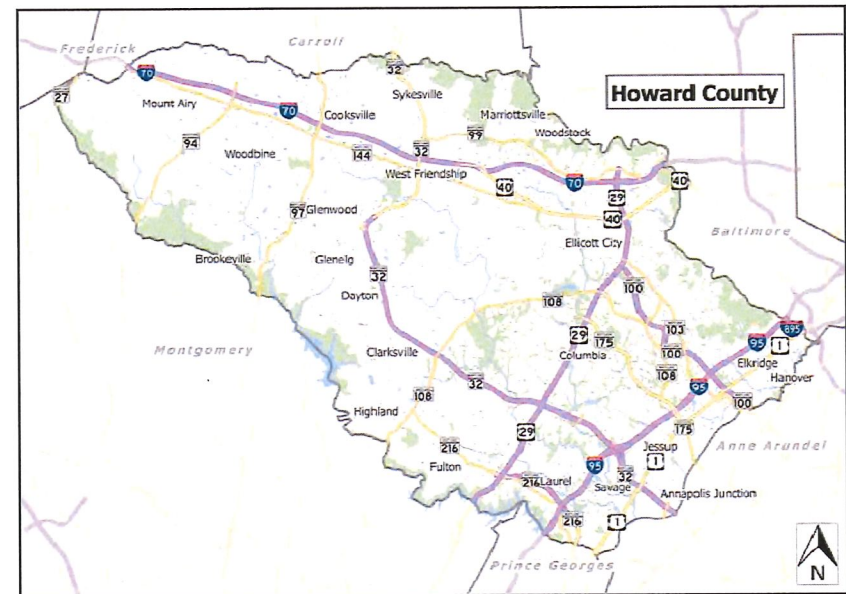 Frederick
Carroll
Howard County
70
27
Mount Airy
94
Woodbine
70
Cooksville
144
32
Sykesville
32
West Friendship
99
Marriottsville
Woodstock
40
70
29
40
40
Ellicott City
Baltimore
97
Glenwood
Brookeville
Glenelg
32
Dayton
108
100
29
175
Columbia
103
100
108
95
Elkridge
895
1
Hanover
95
100
Montgomery
Clarksville
32
108
Highland
29
216
Fulton
175
Jessup
Anne Arundel
1
95
216
Laurel
Savage
32
Annapolis Junction
216
1
Prince Georges
N